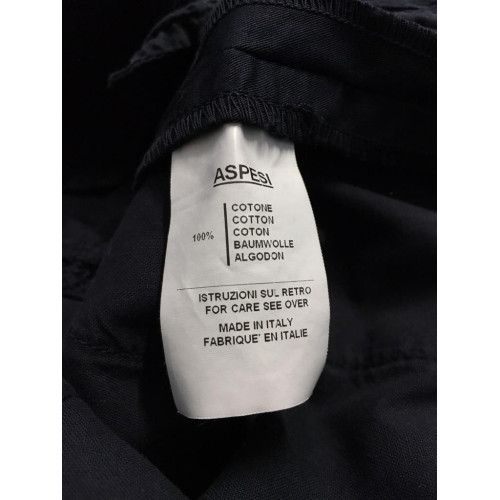 ASPESI
100%
COTONE
COTTON
COTON
BAUMWOLLE
ALGODON
ISTRUZIONI SUL RETRO
FOR CARE SEE OVER
MADE IN ITALY
FABRIQUE' EN ITALIE